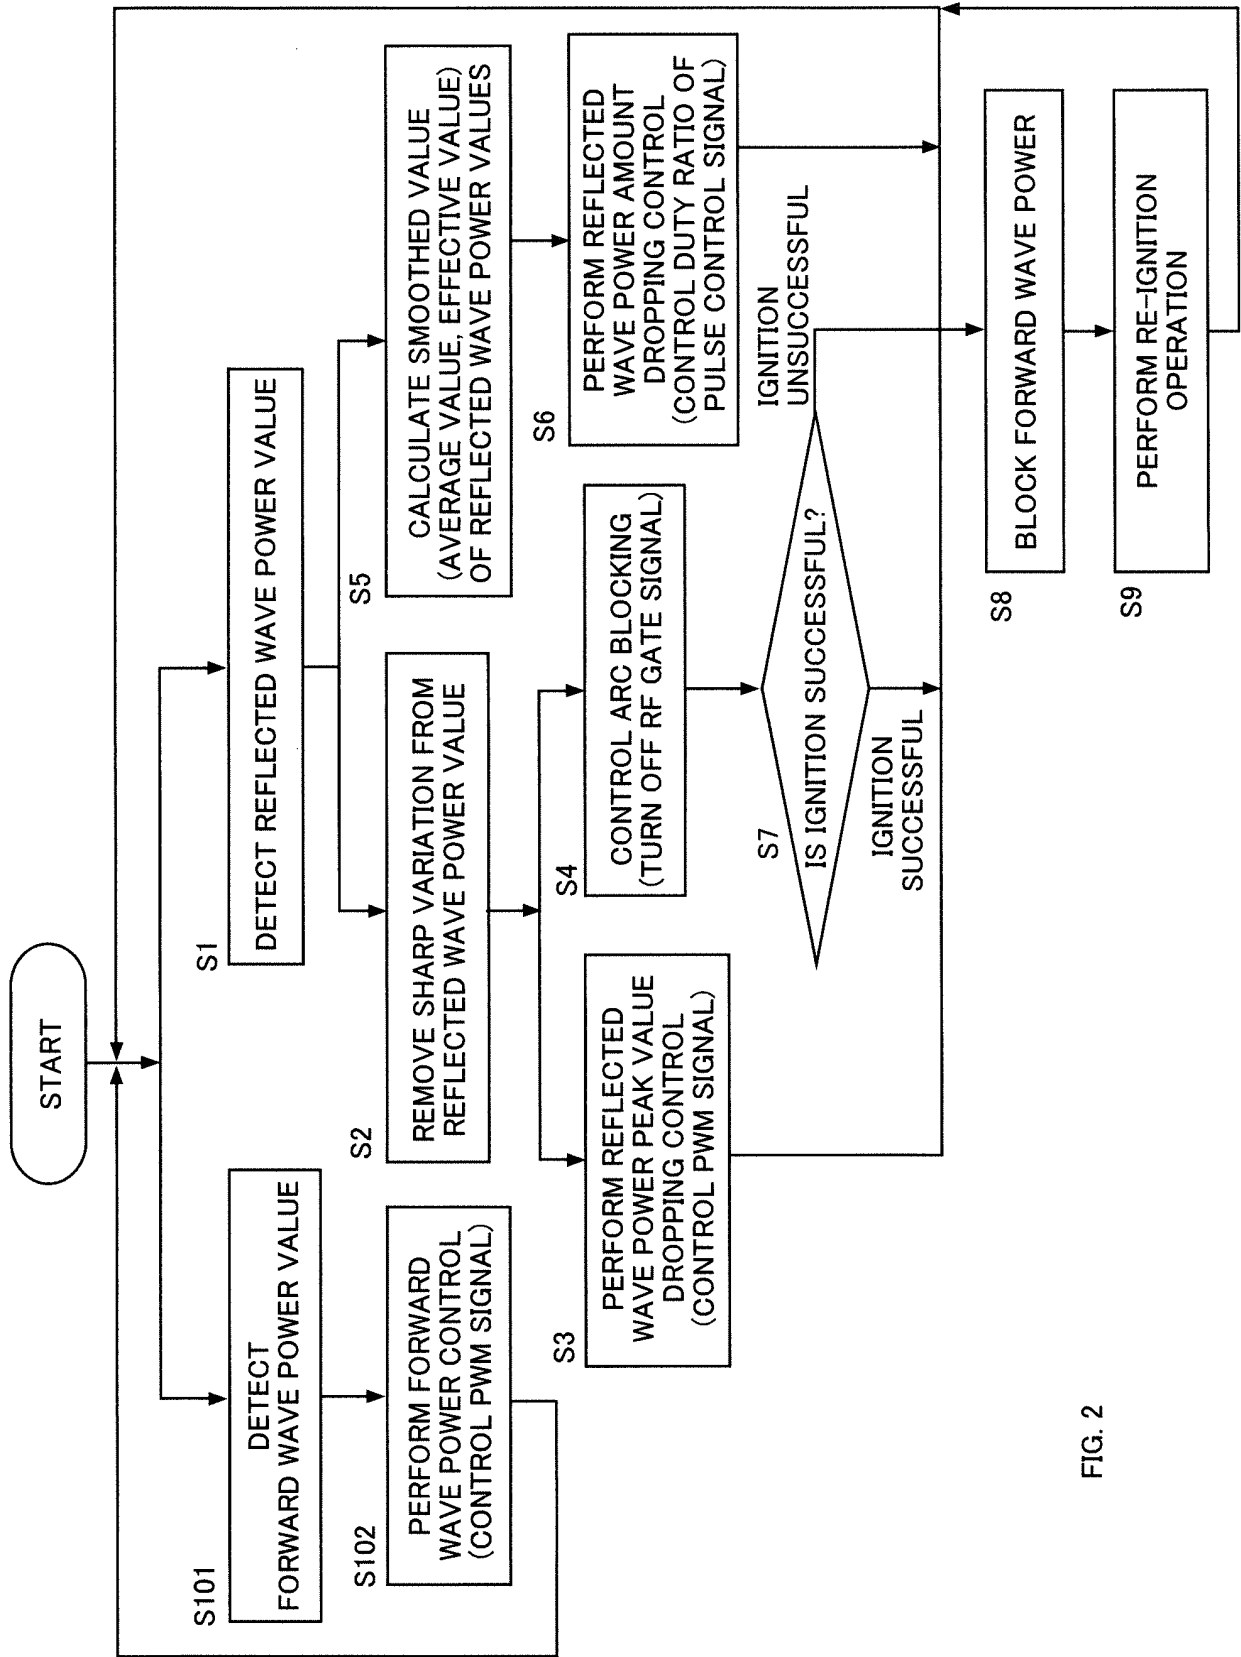 START
S101
DETECT
FORWARD WAVE POWER VALUE
S102
PERFORM FORWARD
WAVE POWER CONTROL
(CONTROL PWM SIGNAL)
S1
DETECT REFLECTED WAVE POWER VALUE
S2
REMOVE SHARP VARIATION FROM
REFLECTED WAVE POWER VALUE
S5
CALCULATE SMOOTHED VALUE
(AVERAGE VALUE, EFFECTIVE VALUE)
OF REFLECTED WAVE POWER VALUES
S3
PERFORM REFLECTED
WAVE POWER PEAK VALUE
DROPPING CONTROL
(CONTROL PWM SIGNAL)
S4
CONTROL ARC BLOCKING
(TURN OFF RF GATE SIGNAL)
S6
PERFORM REFLECTED
WAVE POWER AMOUNT
DROPPING CONTROL
(CONTROL DUTY RATIO OF
PULSE CONTROL SIGNAL)
S7
IS IGNITION SUCCESSFUL?
IGNITION
UNSUCCESSFUL
IGNITION
SUCCESSFUL
S8
BLOCK FORWARD WAVE POWER
S9
PERFORM RE-IGNITION
OPERATION
FIG. 2